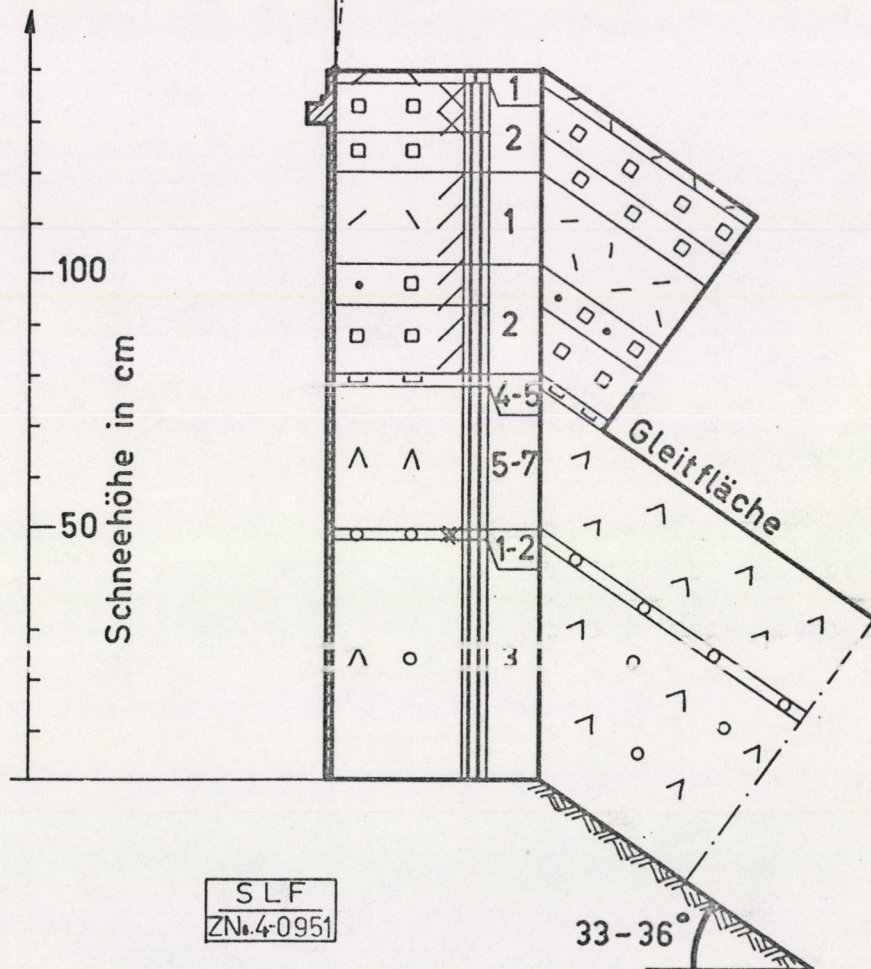 1
2
1
100
2
4-5
Schneehöhe in cm
5-7
Gleitfläche
50
1-2
3
SLF
ZNr.4-0951
33-36°